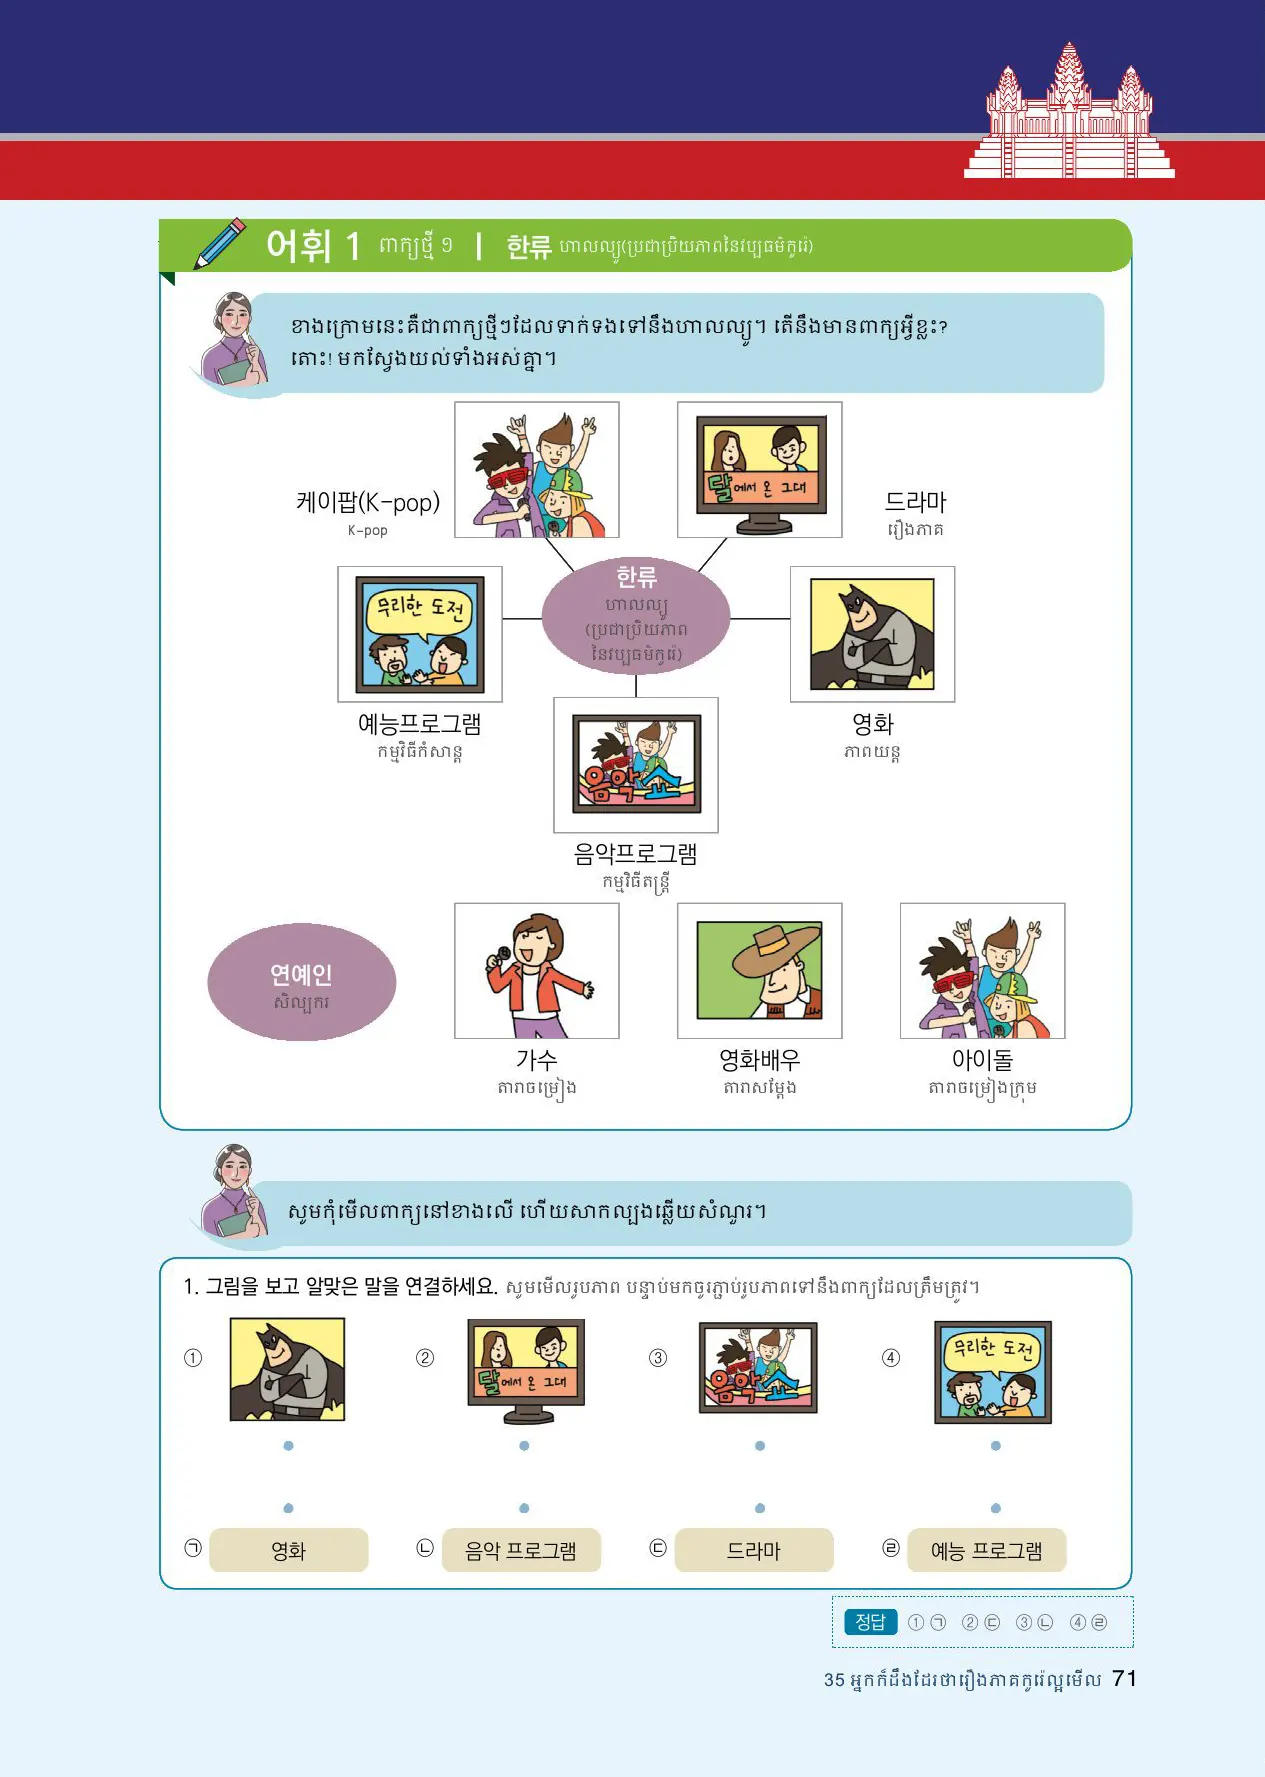 어휘 1 ពាក្យថ្មី ១ | 한류 ហាលល្យូ(ប្រជាប្រិយភាពនៃវប្បធម៌កូរ៉េ)
ខាងក្រោមនេះគឺជាពាក្យថ្មីៗដែលទាក់ទងទៅនឹងហាលល្យូ។ តើនឹងមានពាក្យអ្វីខ្លះ?
តោះ! មកស្វែងយល់ទាំងអស់គ្នា។
달에서 온 그대
케이팝(K-pop)
K-pop
드라마
រឿងភាគ
한류
ហាលល្យូ
(ប្រជាប្រិយភាព
នៃវប្បធម៌កូរ៉េ)
무리한 도전
예능프로그램
កម្មវិធីកំសាន្ត
영화
ភាពយន្ត
음악쇼
음악프로그램
កម្មវិធីតន្ត្រី
연예인
សិល្បករ
가수
តារាចម្រៀង
영화배우
តារាសម្តែង
아이돌
តារាចម្រៀងក្រុម
សូមកុំមើលពាក្យនៅខាងលើ ហើយសាកល្បងឆ្លើយសំណួរ។
1. 그림을 보고 알맞은 말을 연결하세요. សូមមើលរូបភាព បន្ទាប់មកចូរភ្ជាប់រូបភាពទៅនឹងពាក្យដែលត្រឹមត្រូវ។
① ② ③ ④
달에서 온 그대
음악쇼
무리한 도전
㉠ 영화 ㉡ 음악 프로그램 ㉢ 드라마 ㉣ 예능 프로그램
정답 ① ㉠ ② ㉢ ③ ㉡ ④ ㉣
35 អ្នកក៏ដឹងដែរថារឿងភាគកូរ៉េល្អមើល 71